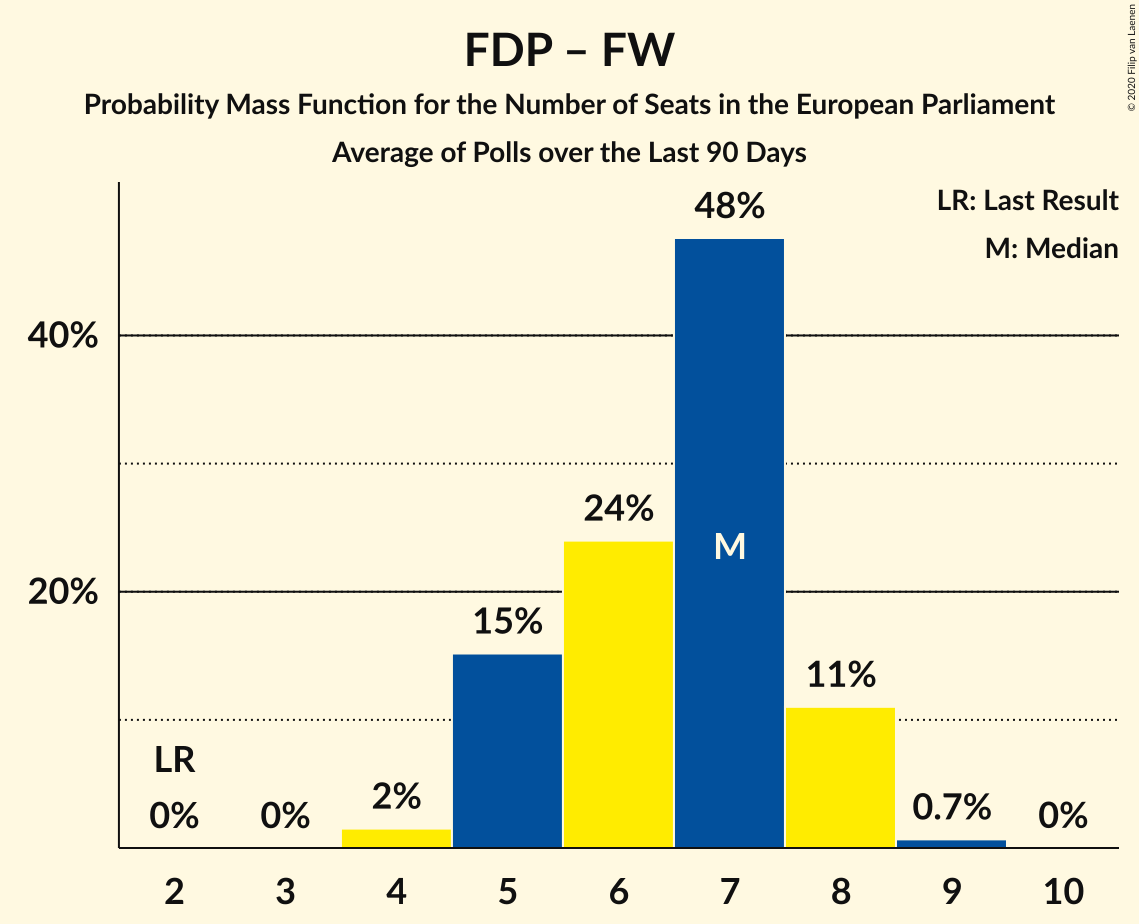 FDP – FW
Probability Mass Function for the Number of Seats in the European Parliament
Average of Polls over the Last 90 Days
© 2020 Filip van Laenen
LR: Last Result
M: Median
48%
40%
24%
M
20%
15%
11%
LR
0%
0%
2%
0.7%
0%
2 3 4 5 6 7 8 9 10